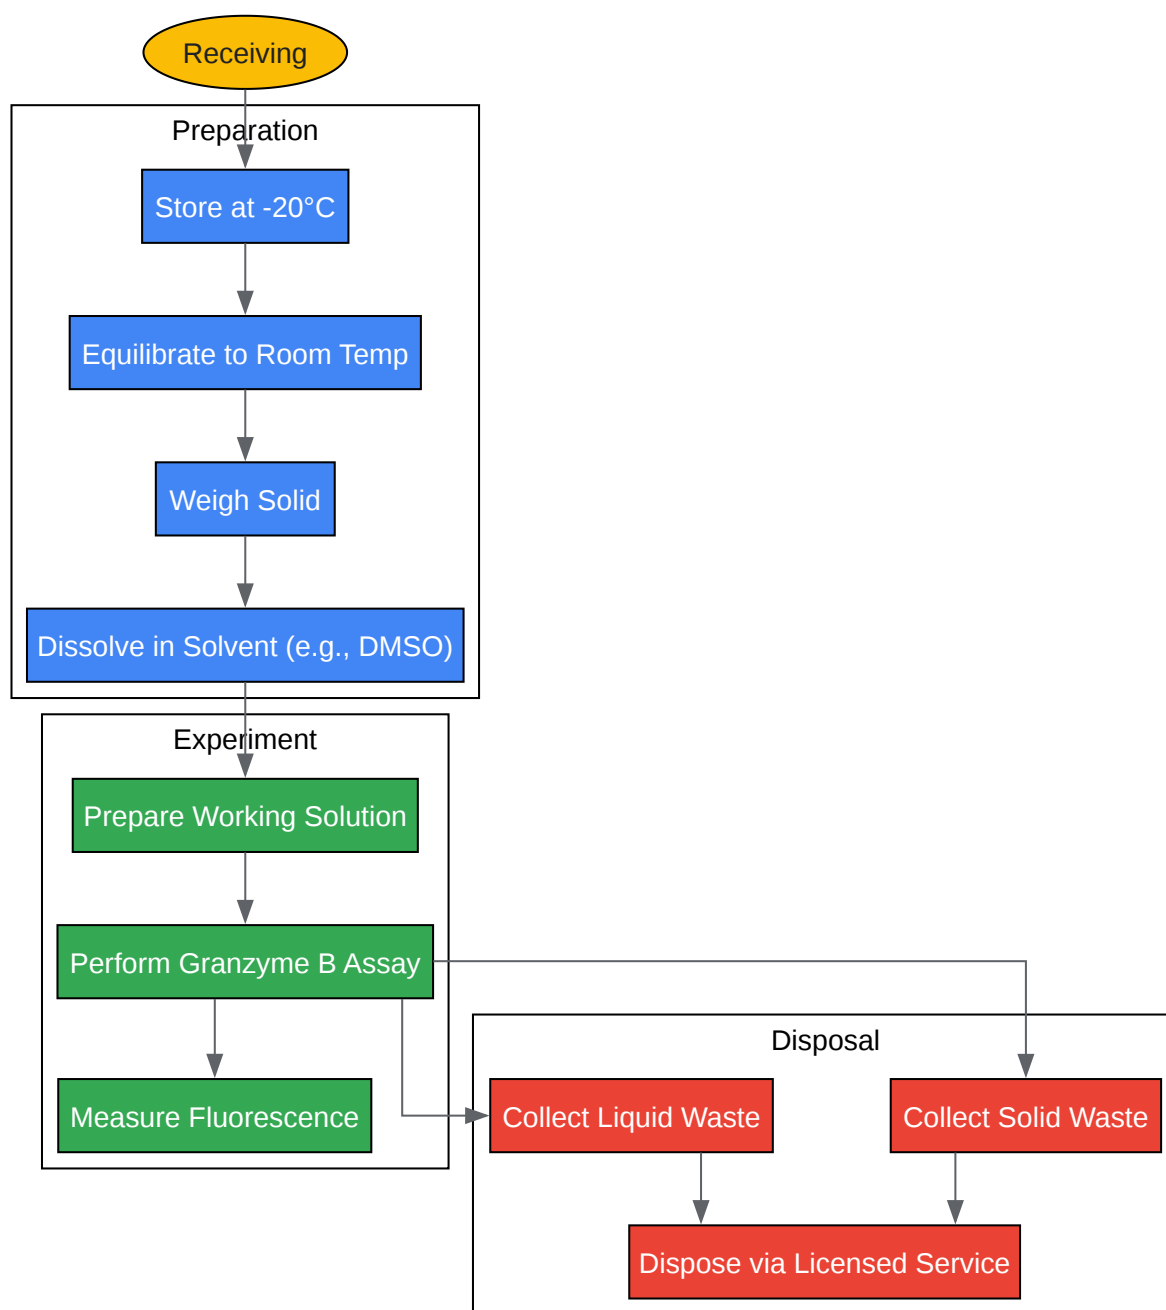 Receiving
Preparation
Store at -20°C
Equilibrate to Room Temp
Weigh Solid
Dissolve in Solvent (e.g., DMSO)
Experiment
Prepare Working Solution
Perform Granzyme B Assay
Measure Fluorescence
Disposal
Collect Liquid Waste
Collect Solid Waste
Dispose via Licensed Service